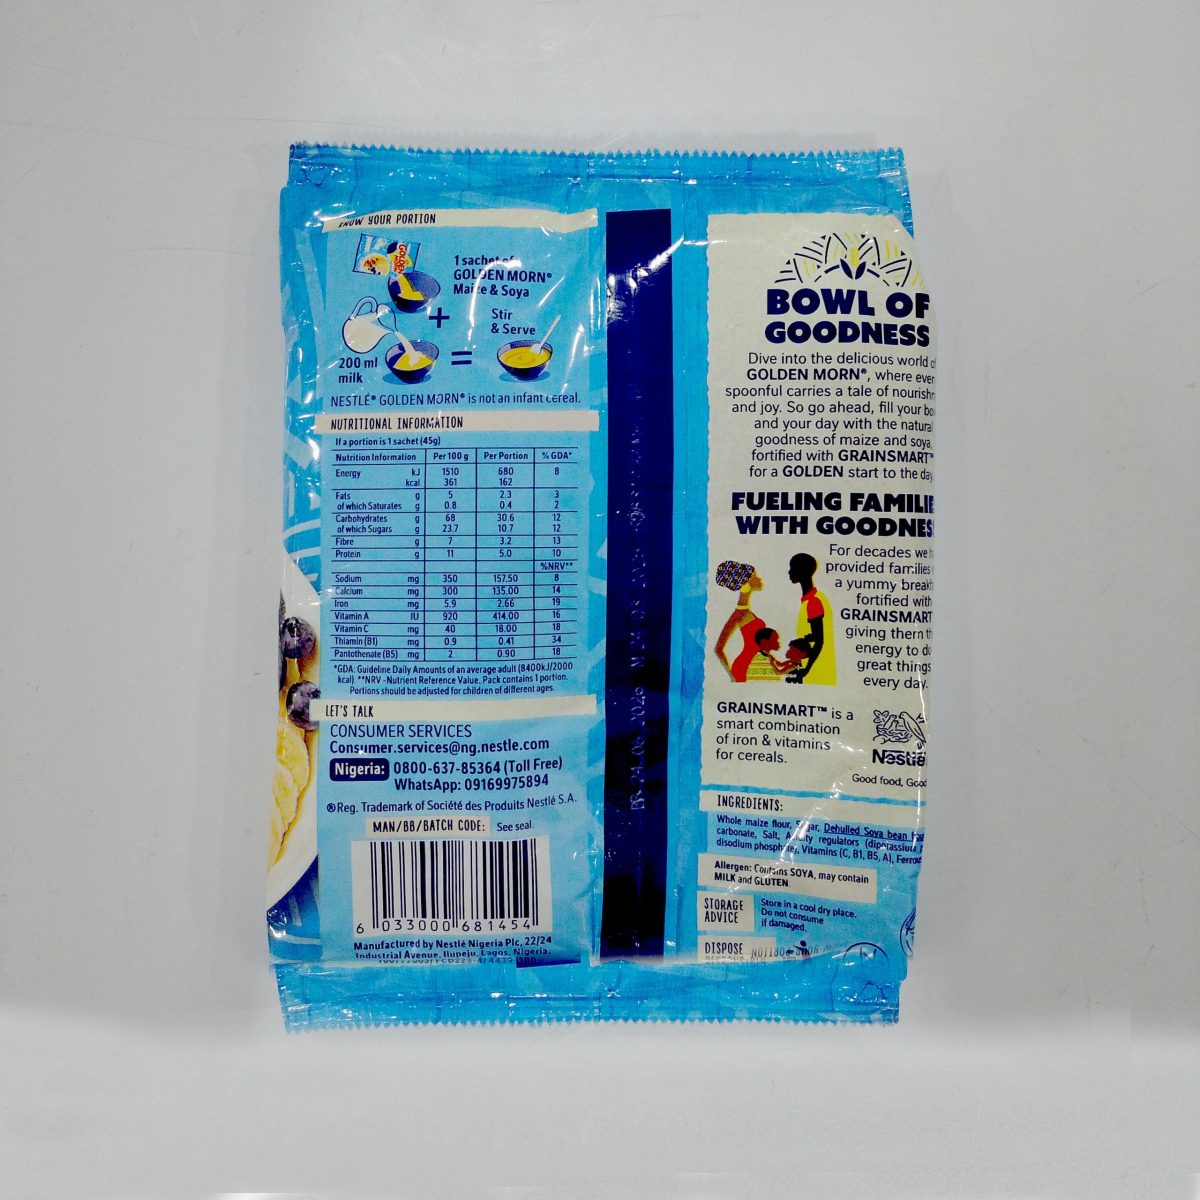 KNOW YOUR PORTION
1 sachet of
GOLDEN MORN®
Maize & Soya
+
Stir
& Serve
200 ml
milk
=
NESTLÉ® GOLDEN MORN® is not an infant cereal.
NUTRITIONAL INFORMATION
If a portion is 1 sachet (45g)
Nutrition Information Per 100 g Per Portion % GDA*
Energy kJ 1510 680 8
kcal 361 162
Fats g 5 2.3 3
of which Saturates g 0.8 0.4 2
Carbohydrates g 68 30.6 12
of which Sugars g 23.7 10.7 12
Fibre g 7 3.2 13
Protein g 11 5.0 10
%NRV**
Sodium mg 350 157.50 8
Calcium mg 300 135.00 14
Iron mg 5.9 2.66 19
Vitamin A IU 920 414.00 16
Vitamin C mg 40 18.00 18
Thiamin (B1) mg 0.9 0.41 34
Pantothenate (B5) mg 2 0.90 18
*GDA: Guideline Daily Amounts of an average adult (8400kJ/2000
kcal). **NRV -Nutrient Reference Value. Pack contains 1 portion.
Portions should be adjusted for children of different ages.
LET'S TALK
CONSUMER SERVICES
Consumer.services@ng.nestle.com
Nigeria: 0800-637-85364 (Toll Free)
WhatsApp: 09169975894
®Reg. Trademark of Société des Produits Nestlé S.A.
MAN/BB/BATCH CODE: See seal.
6 033000 681454
Manufactured by Nestlé Nigeria Plc, 22/24
Industrial Avenue, Ilupeju, Lagos, Nigeria.
BOWL OF
GOODNESS
Dive into the delicious world of
GOLDEN MORN®, where ever
spoonful carries a tale of nourish
and joy. So go ahead, fill your bo
and your day with the natural
goodness of maize and soya,
fortified with GRAINSMART™
for a GOLDEN start to the day
FUELING FAMILIE
WITH GOODNES
For decades we h
provided families
a yummy breakf
fortified with
GRAINSMART
giving them th
energy to do
great things
every day.
GRAINSMART™ is a
smart combination
of iron & vitamins
for cereals.
Nestlé
Good food, Good
INGREDIENTS:
Whole maize flour, Sugar, Dehulled Soya bean
carbonate, Salt, Acidity regulators (dipotassium
disodium phosphate), Vitamins (C, B1, B5, A), Ferrou
Allergen: Contains SOYA, may contain
MILK and GLUTEN.
STORAGE
ADVICE
Store in a cool dry place.
Do not consume
if damaged.
DISPOSE